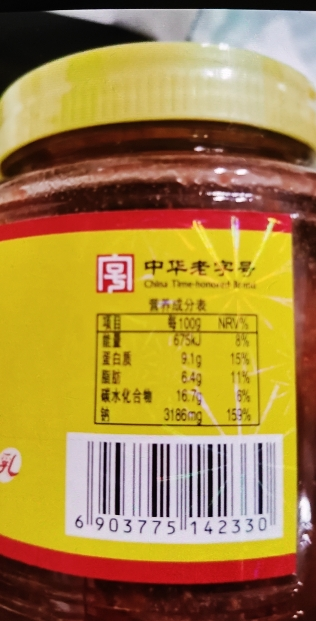 中华老字号
China Time-honored Brand
营养成分表
项目 每100g NRV%
能量 675kJ 8%
蛋白质 9.1g 15%
脂肪 6.4g 11%
碳水化合物 16.7g 6%
钠 3186mg 159%
乳
6 903775 142330